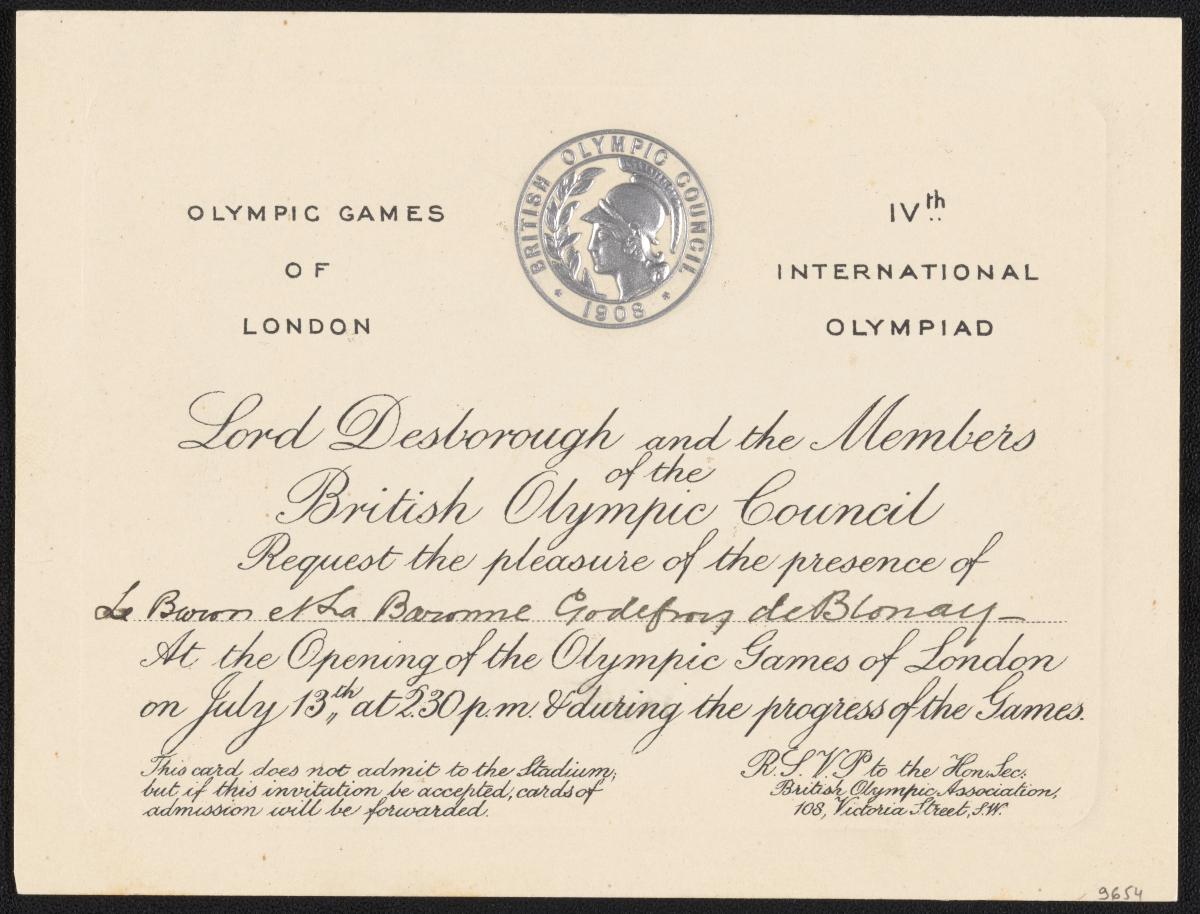 OLYMPIC GAMES
OF
LONDON
BRITISH OLYMPIC COUNCIL
* 1908 *
IVth
INTERNATIONAL
OLYMPIAD
Lord Desborough and the Members
of the
British Olympic Council
Request the pleasure of the presence of
Le Baron et La Baronne Godefroy de Blonay —
At the Opening of the Olympic Games of London
on July 13th,, at 2.30 p.m. & during the progress of the Games.
This card does not admit to the Stadium;
but if this invitation be accepted, cards of
admission will be forwarded.
R.S.V.P to the Hon. Sec:
British Olympic Association,
108, Victoria Street, S.W.
9654